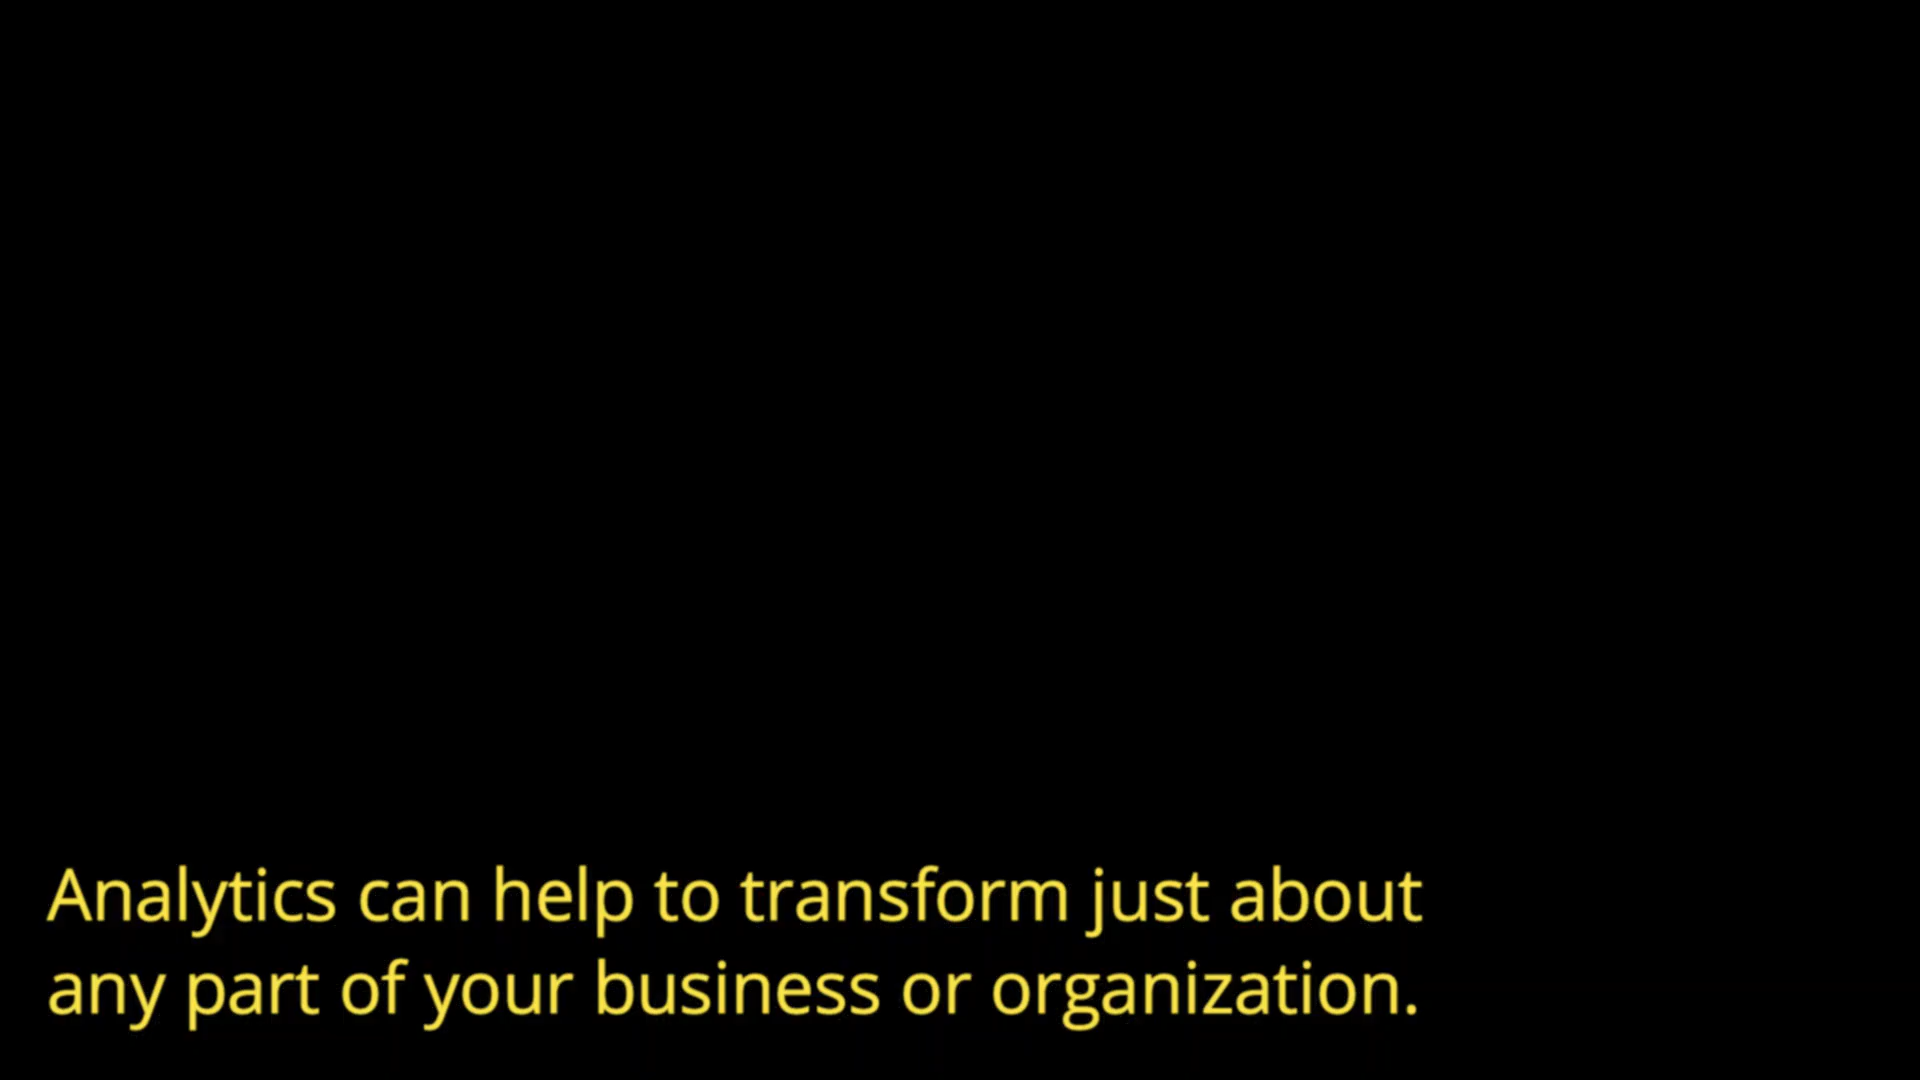 Analytics can help to transform just about
any part of your business or organization.